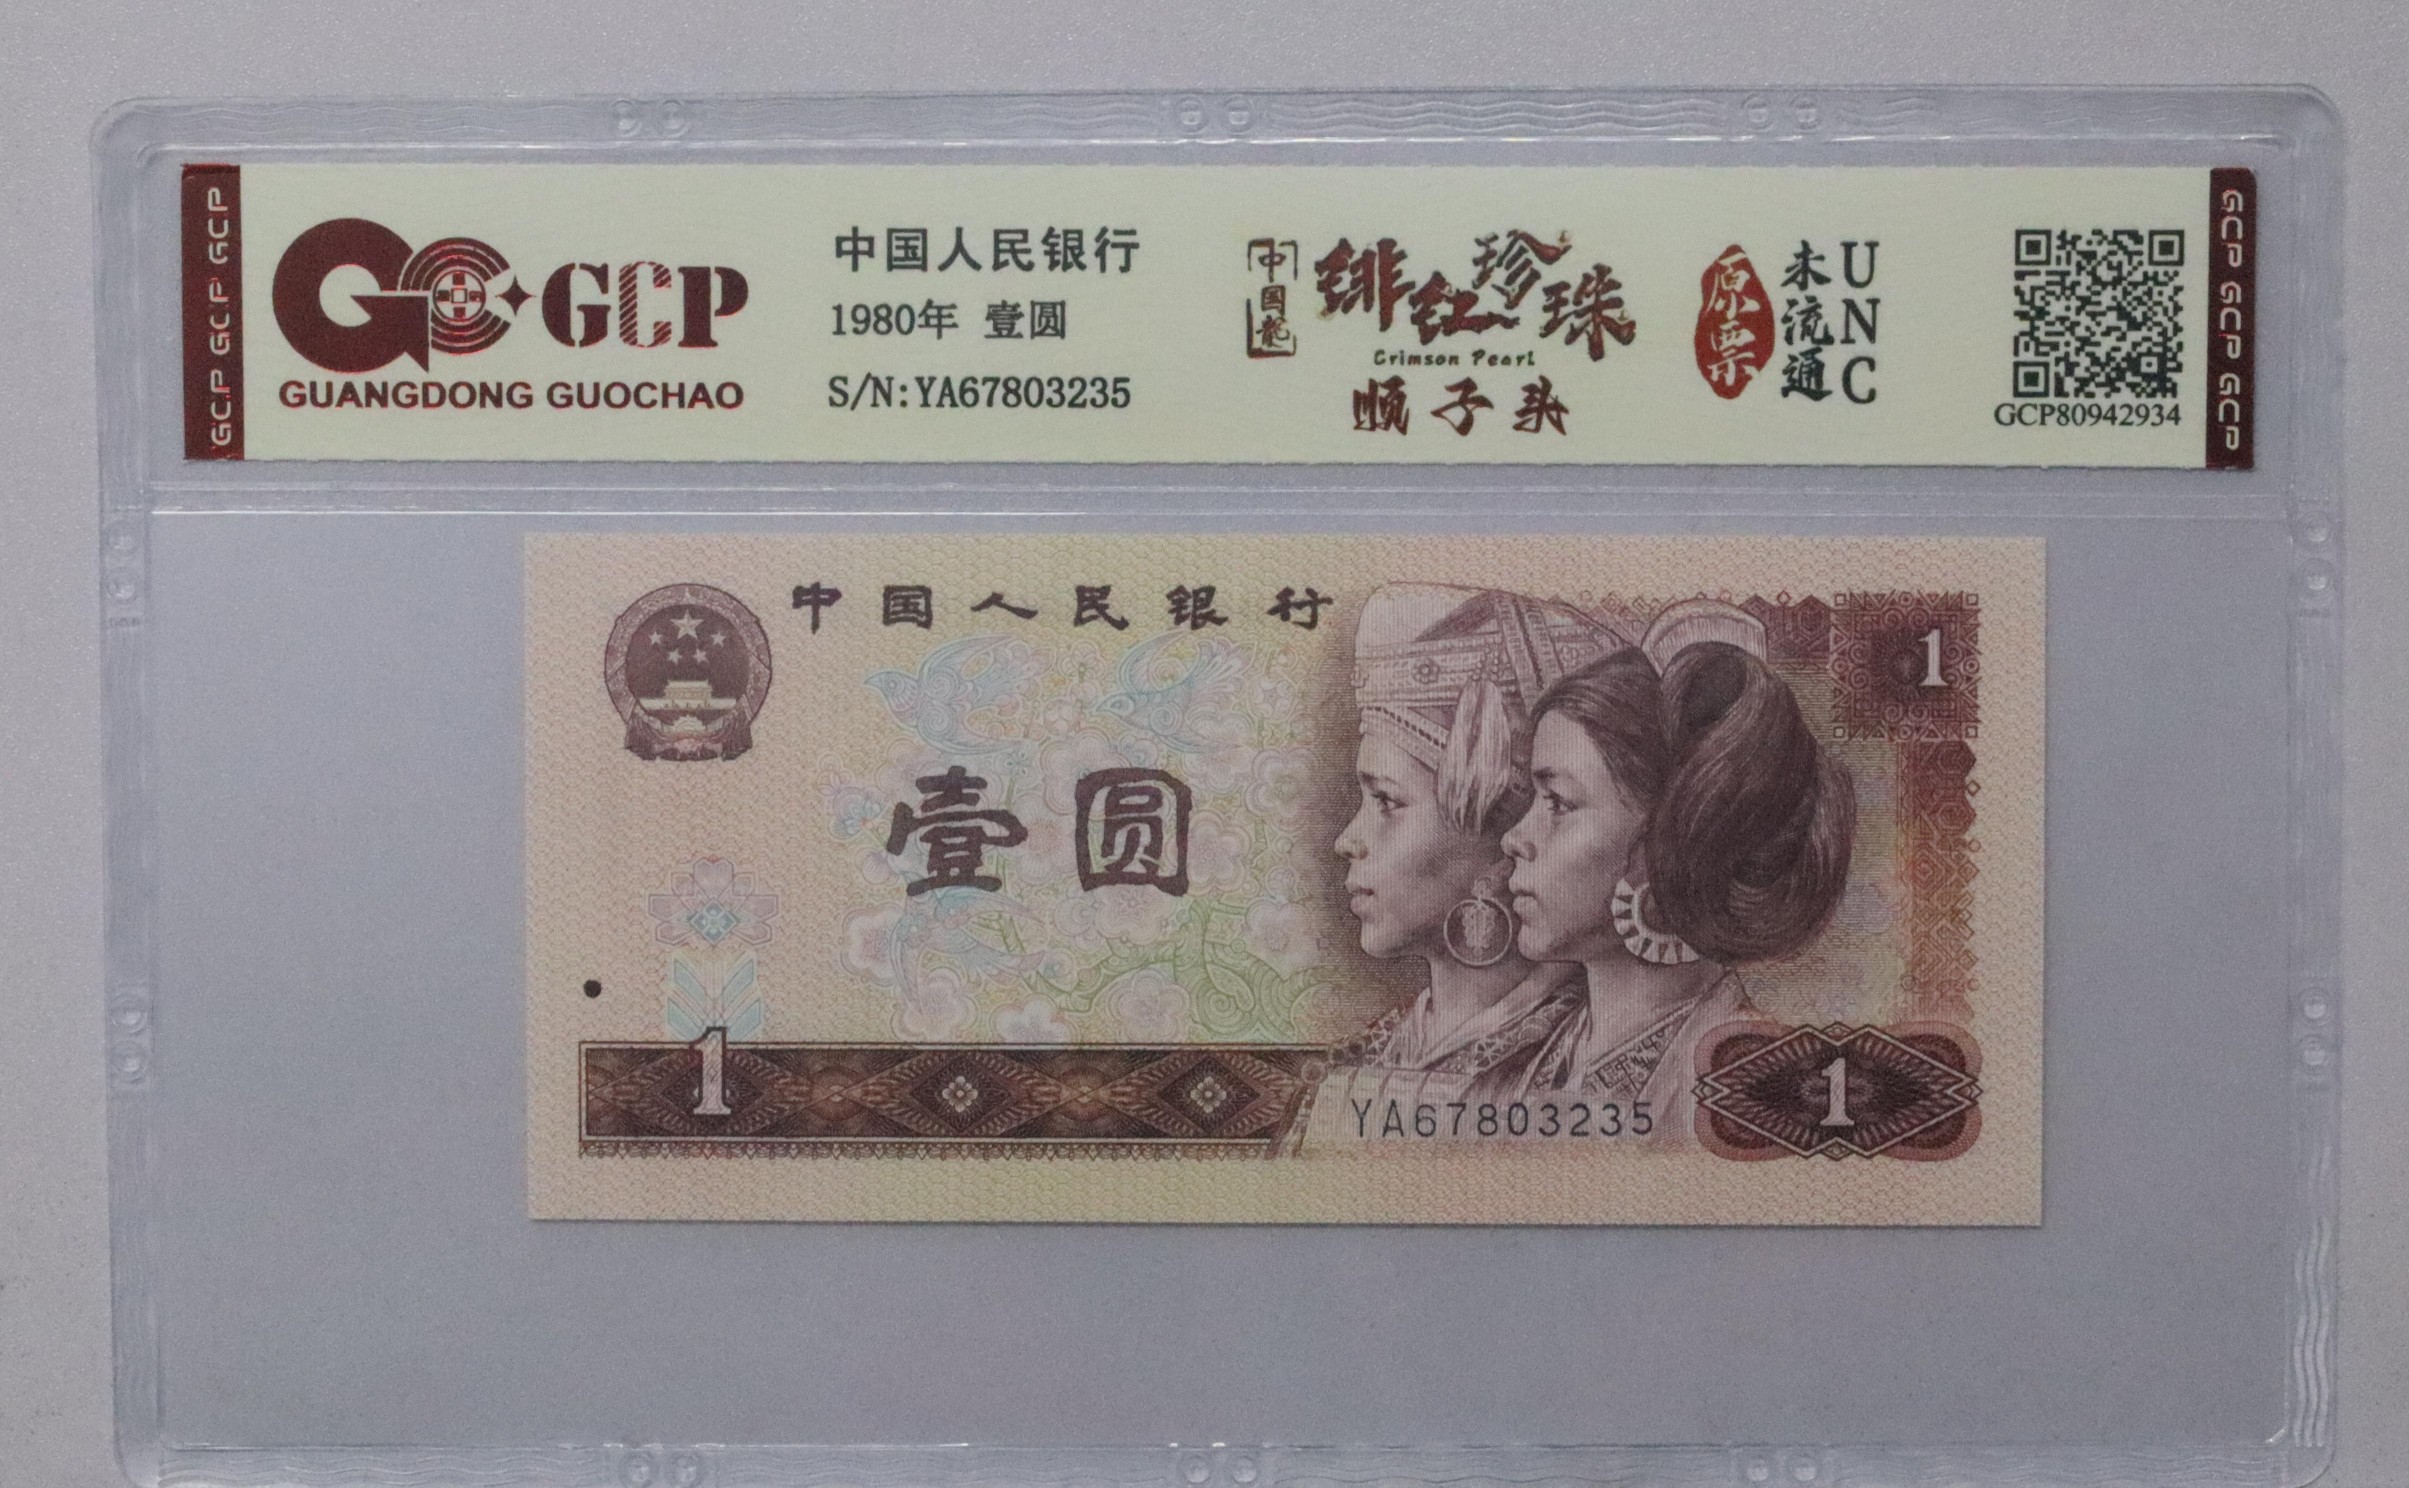 GCP GCP GCP
GCP
GUANGDONG GUOCHAO
中国人民银行
1980年 壹圆
S/N:YA67803235
中国龍
绯红珍珠
Crimson Pearl
顺子头
原票
未流通
UNC
GCP80942934
GCP GCP GCP
中国人民银行
1
壹圆
1
YA67803235
1